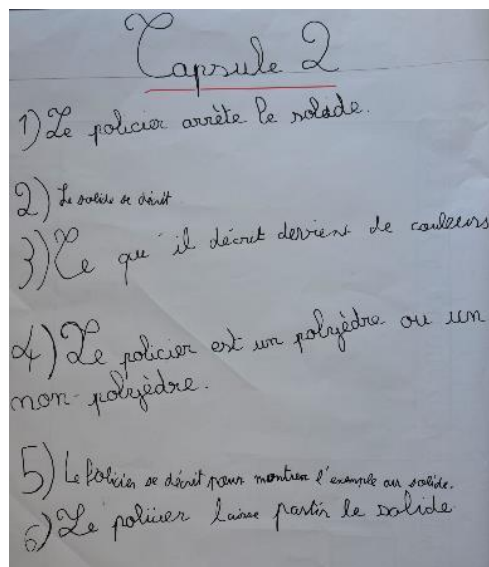 Capsule 2
1) Le policier arrête le solide.
2) Le solide se décrit
3) Ce qu'il décrit devient de couleurs
4) Le policier est un polyèdre ou un
non-polyèdre.
5) Le policier se décrit pour montrer l'exemple au solide.
6) Le policier laisse partir le solide